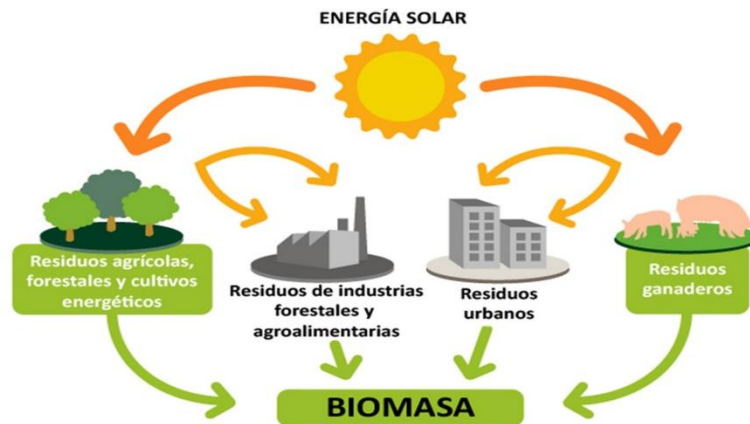 ENERGÍA SOLAR
Residuos agrícolas,
forestales y cultivos
energéticos
Residuos de industrias
forestales y
agroalimentarias
Residuos
urbanos
Residuos
ganaderos
BIOMASA